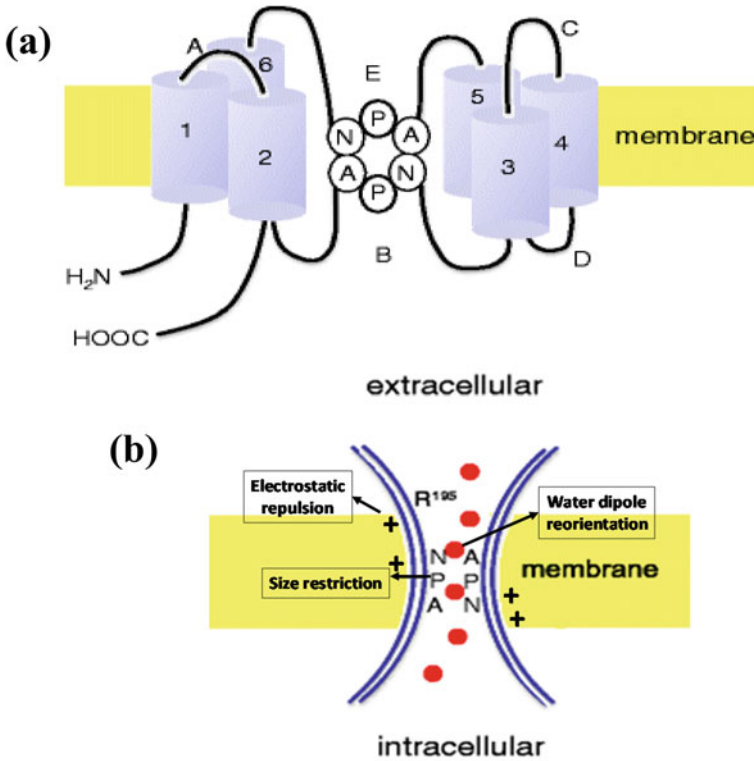 (a)
A
6
1
2
E
N
P
A
A
P
N
B
C
5
4
3
D
membrane
H₂N
HOOC
extracellular
(b)
Electrostatic
repulsion
R¹⁹⁵
Water dipole
reorientation
+
+
Size restriction
N A
P P
A N
membrane
+
+
intracellular